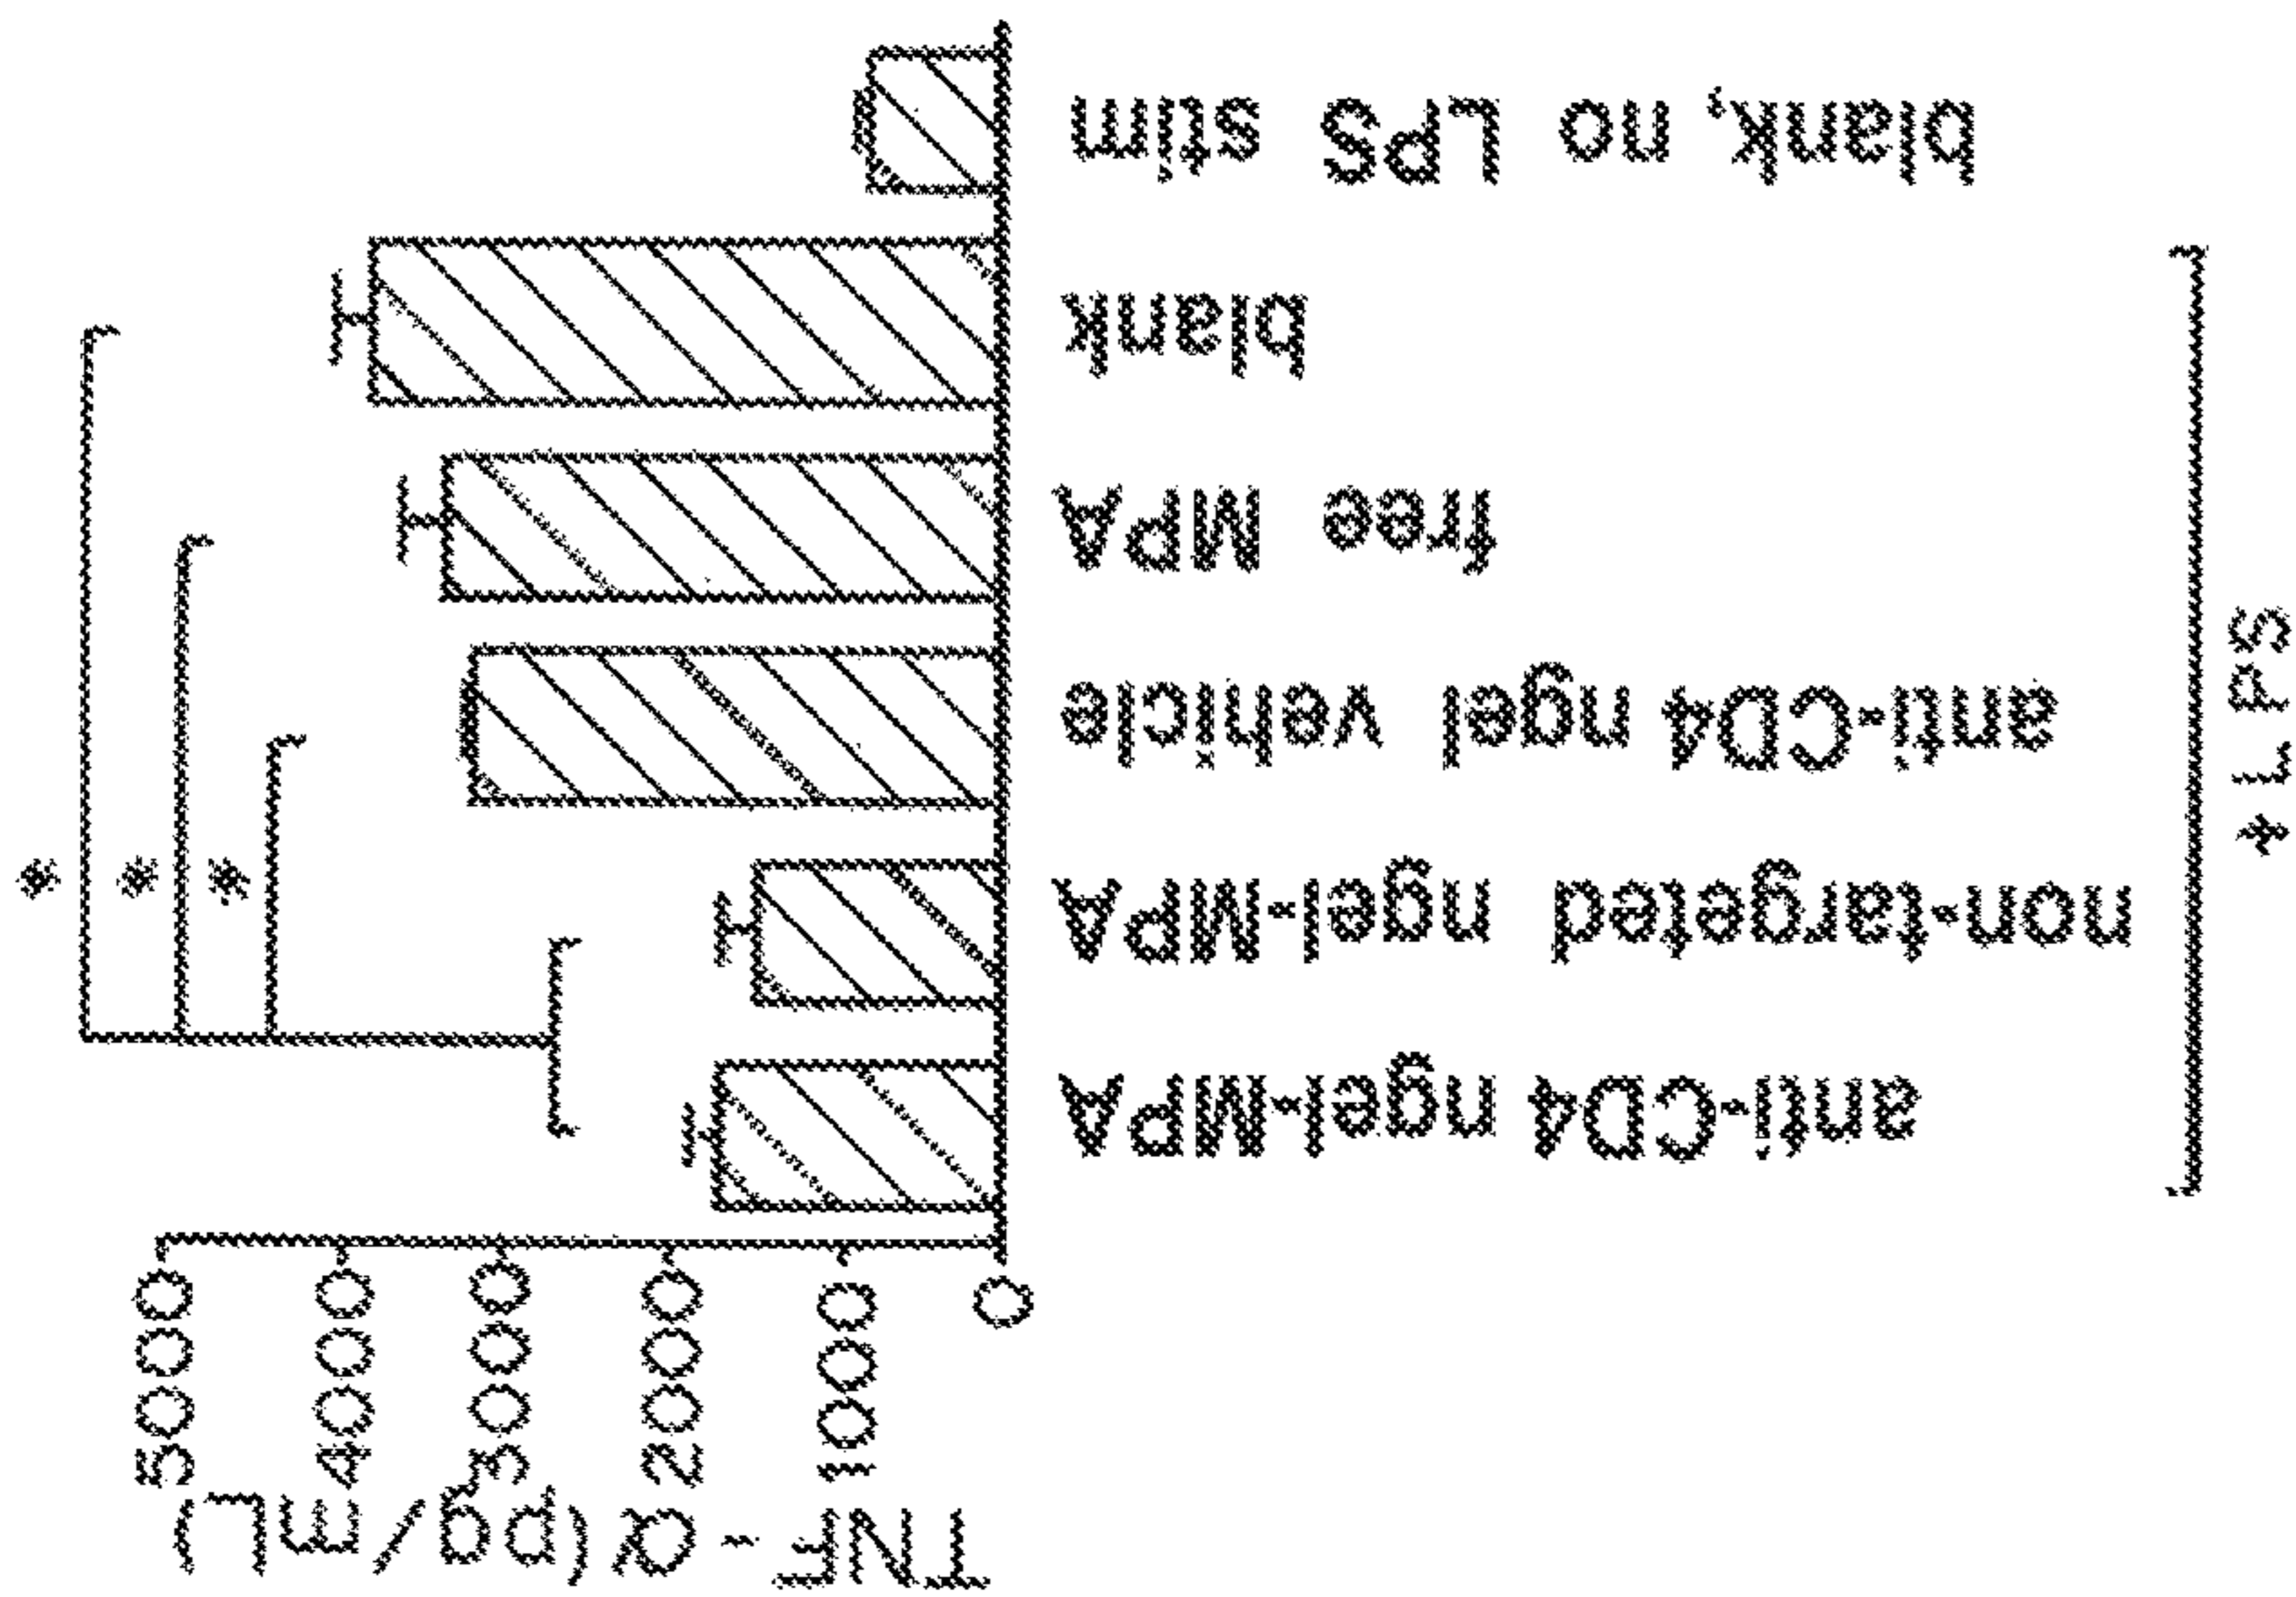 TNF-α (pg/mL)
5000
4000
3000
2000
1000
0
*
*
*
anti-CD4 ngel-MPA
non-targeted ngel-MPA
anti-CD4 ngel vehicle
free MPA
blank
blank, no LPS stim
* LPS